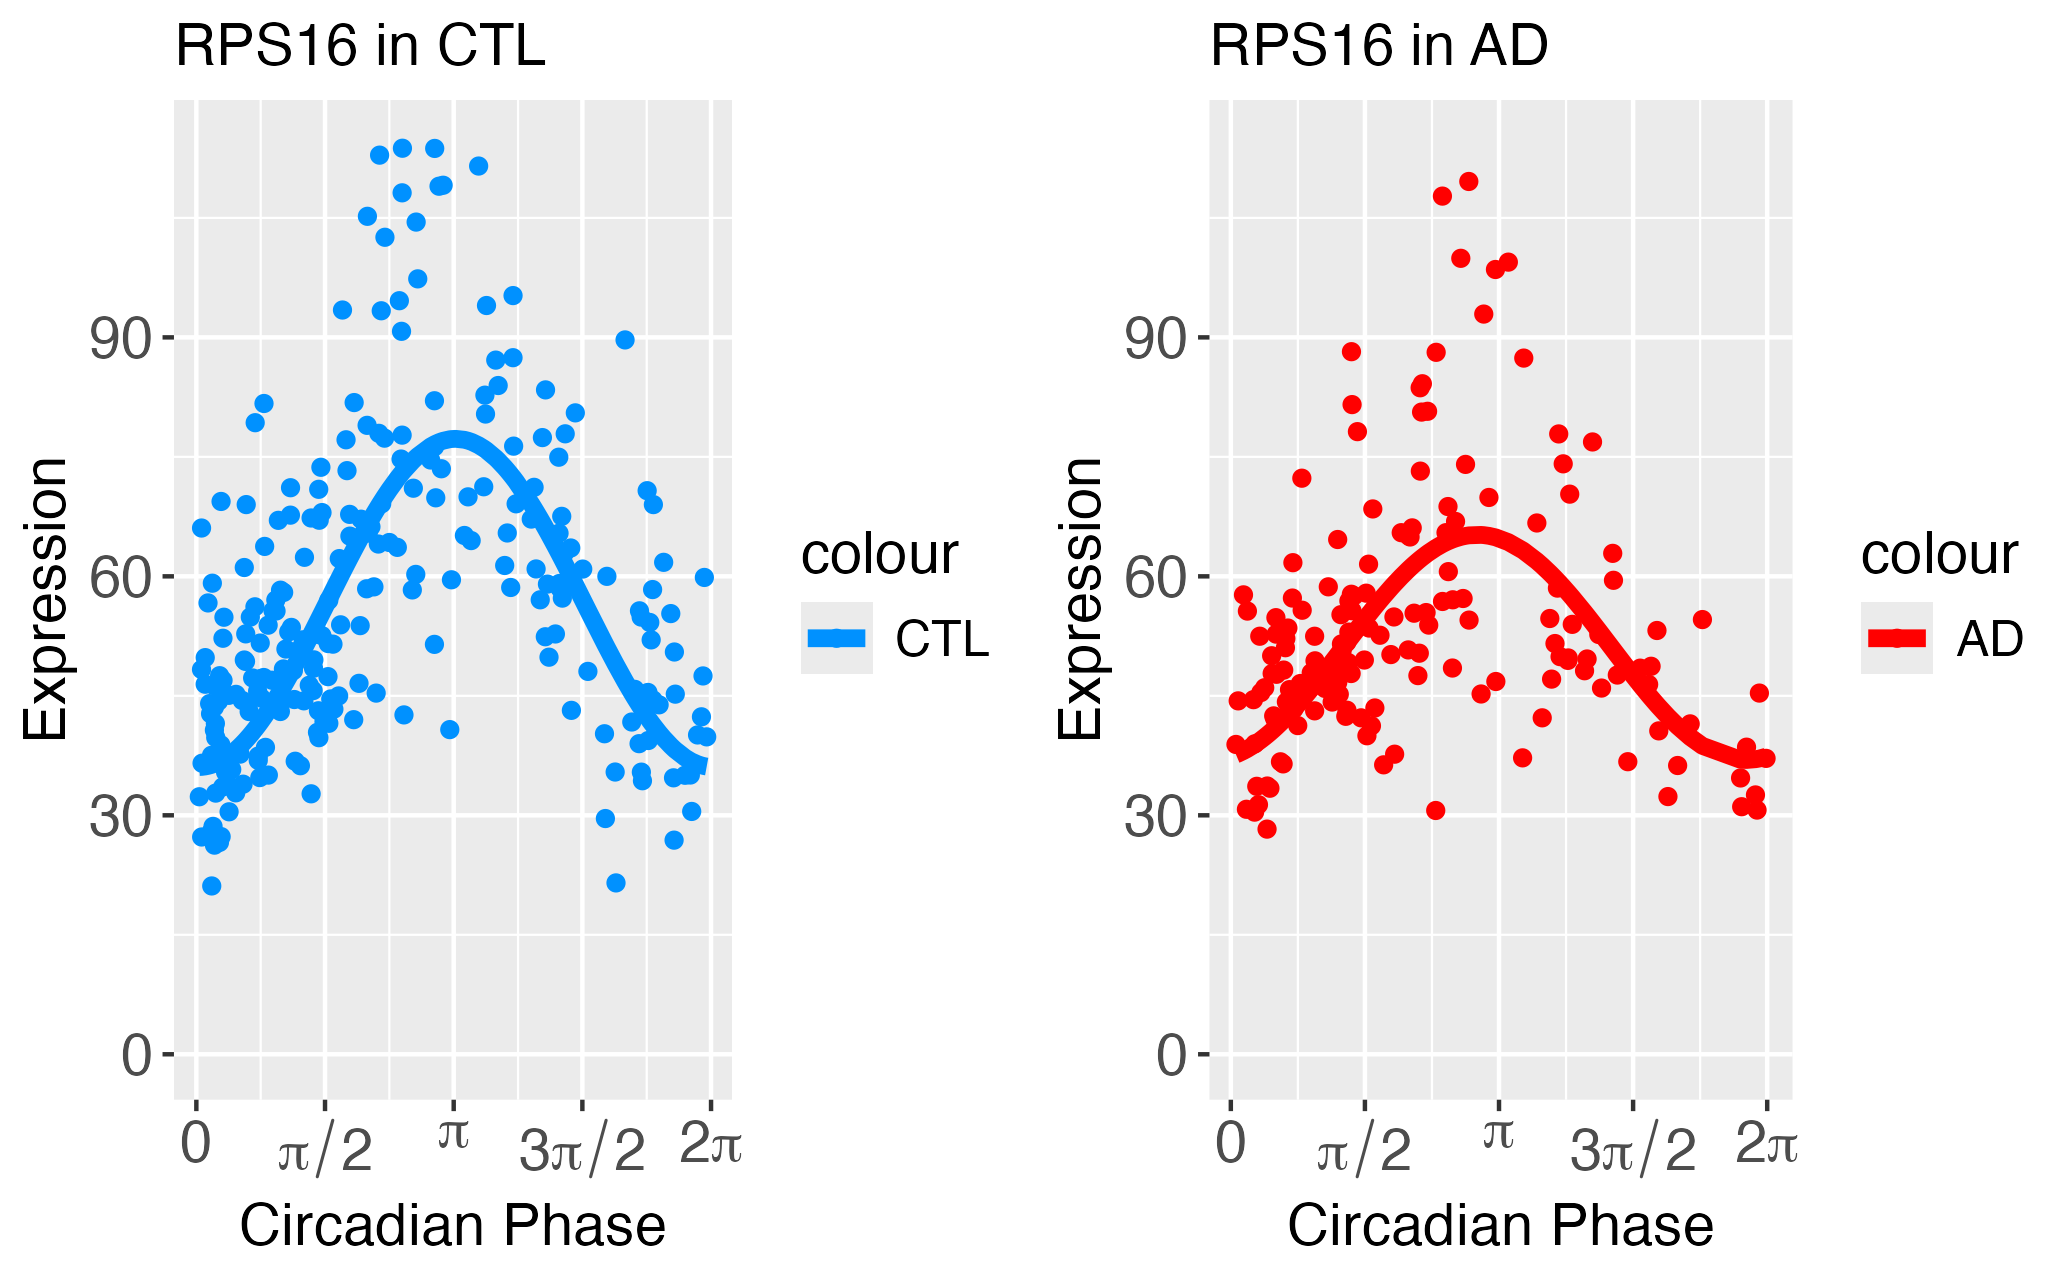 RPS16 in CTL
Expression
90
60
30
0
0
π/2
π
3π/2
2π
Circadian Phase
colour
CTL
RPS16 in AD
Expression
90
60
30
0
0
π/2
π
3π/2
2π
Circadian Phase
colour
AD